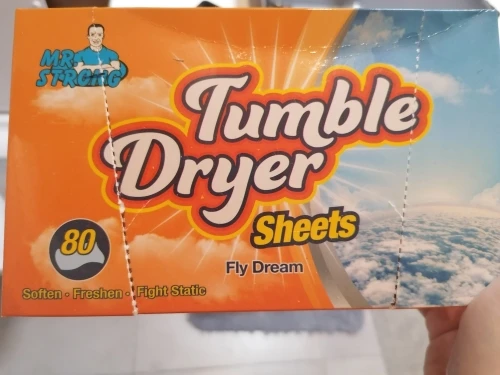 MR
STRONG
Tumble
Dryer
Sheets
80
Fly Dream
Soften - Freshen - Fight Static